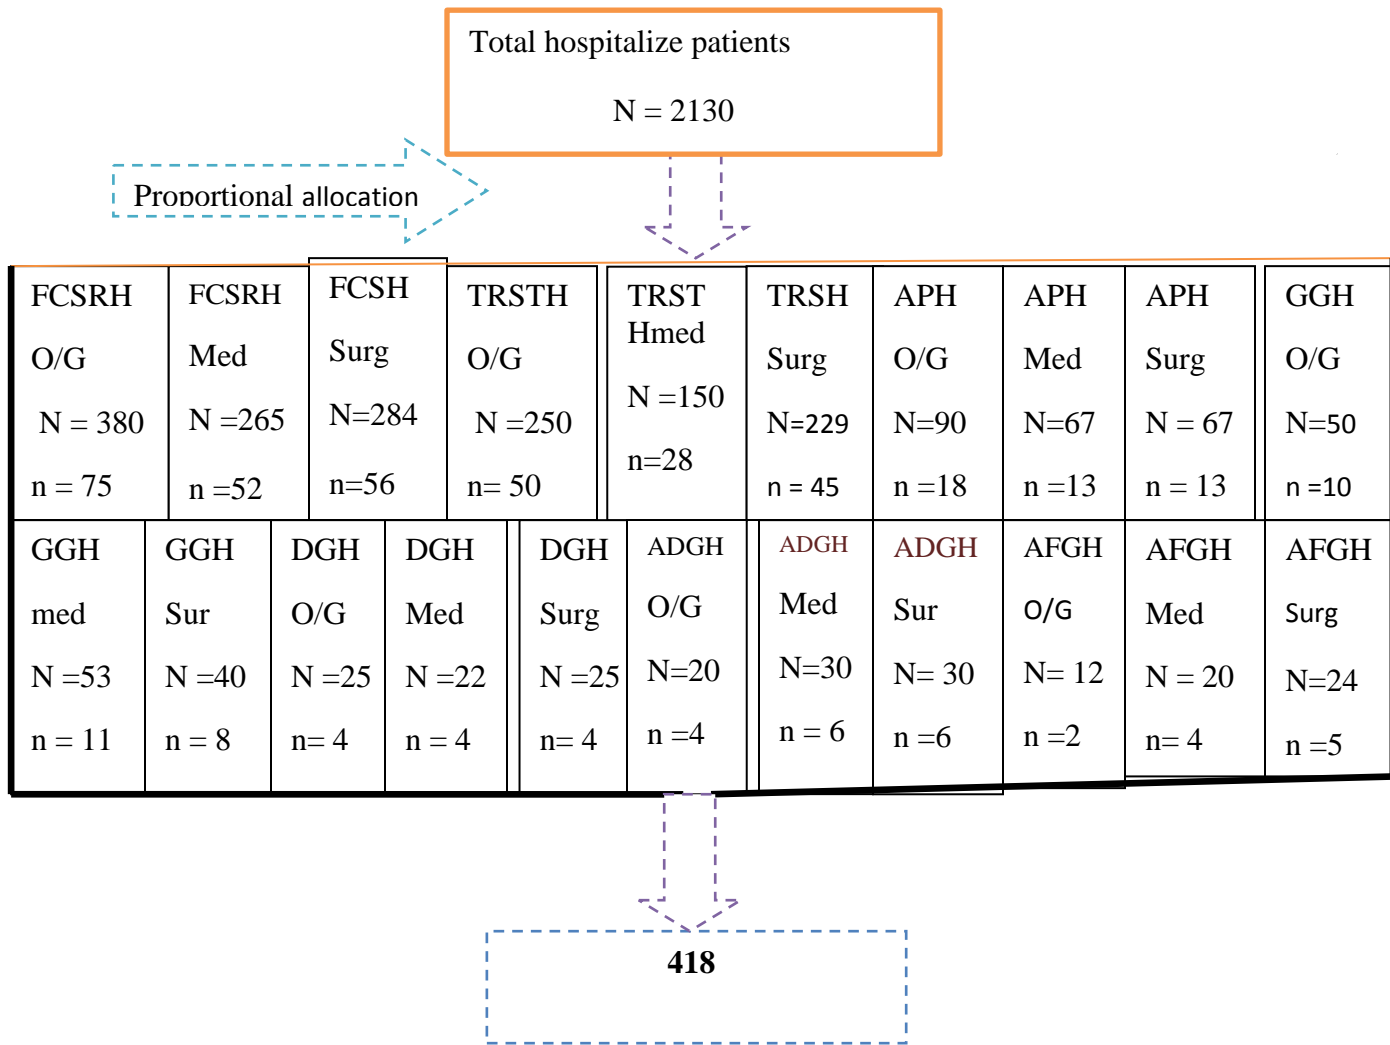 Total hospitalize patients
N = 2130
Proportional allocation
FCSRH
O/G
N = 380
n = 75
FCSRH
Med
N =265
n =52
FCSH
Surg
N=284
n=56
TRSTH
O/G
N =250
n= 50
TRST
Hmed
N =150
n=28
TRSH
Surg
N=229
n = 45
APH
O/G
N=90
n =18
APH
Med
N=67
n =13
APH
Surg
N = 67
n = 13
GGH
O/G
N=50
n =10
GGH
med
N =53
n = 11
GGH
Sur
N =40
n = 8
DGH
O/G
N =25
n= 4
DGH
Med
N =22
n = 4
DGH
Surg
N =25
n= 4
ADGH
O/G
N=20
n =4
ADGH
Med
N=30
n = 6
ADGH
Sur
N= 30
n =6
AFGH
O/G
N= 12
n =2
AFGH
Med
N = 20
n= 4
AFGH
Surg
N=24
n =5
418